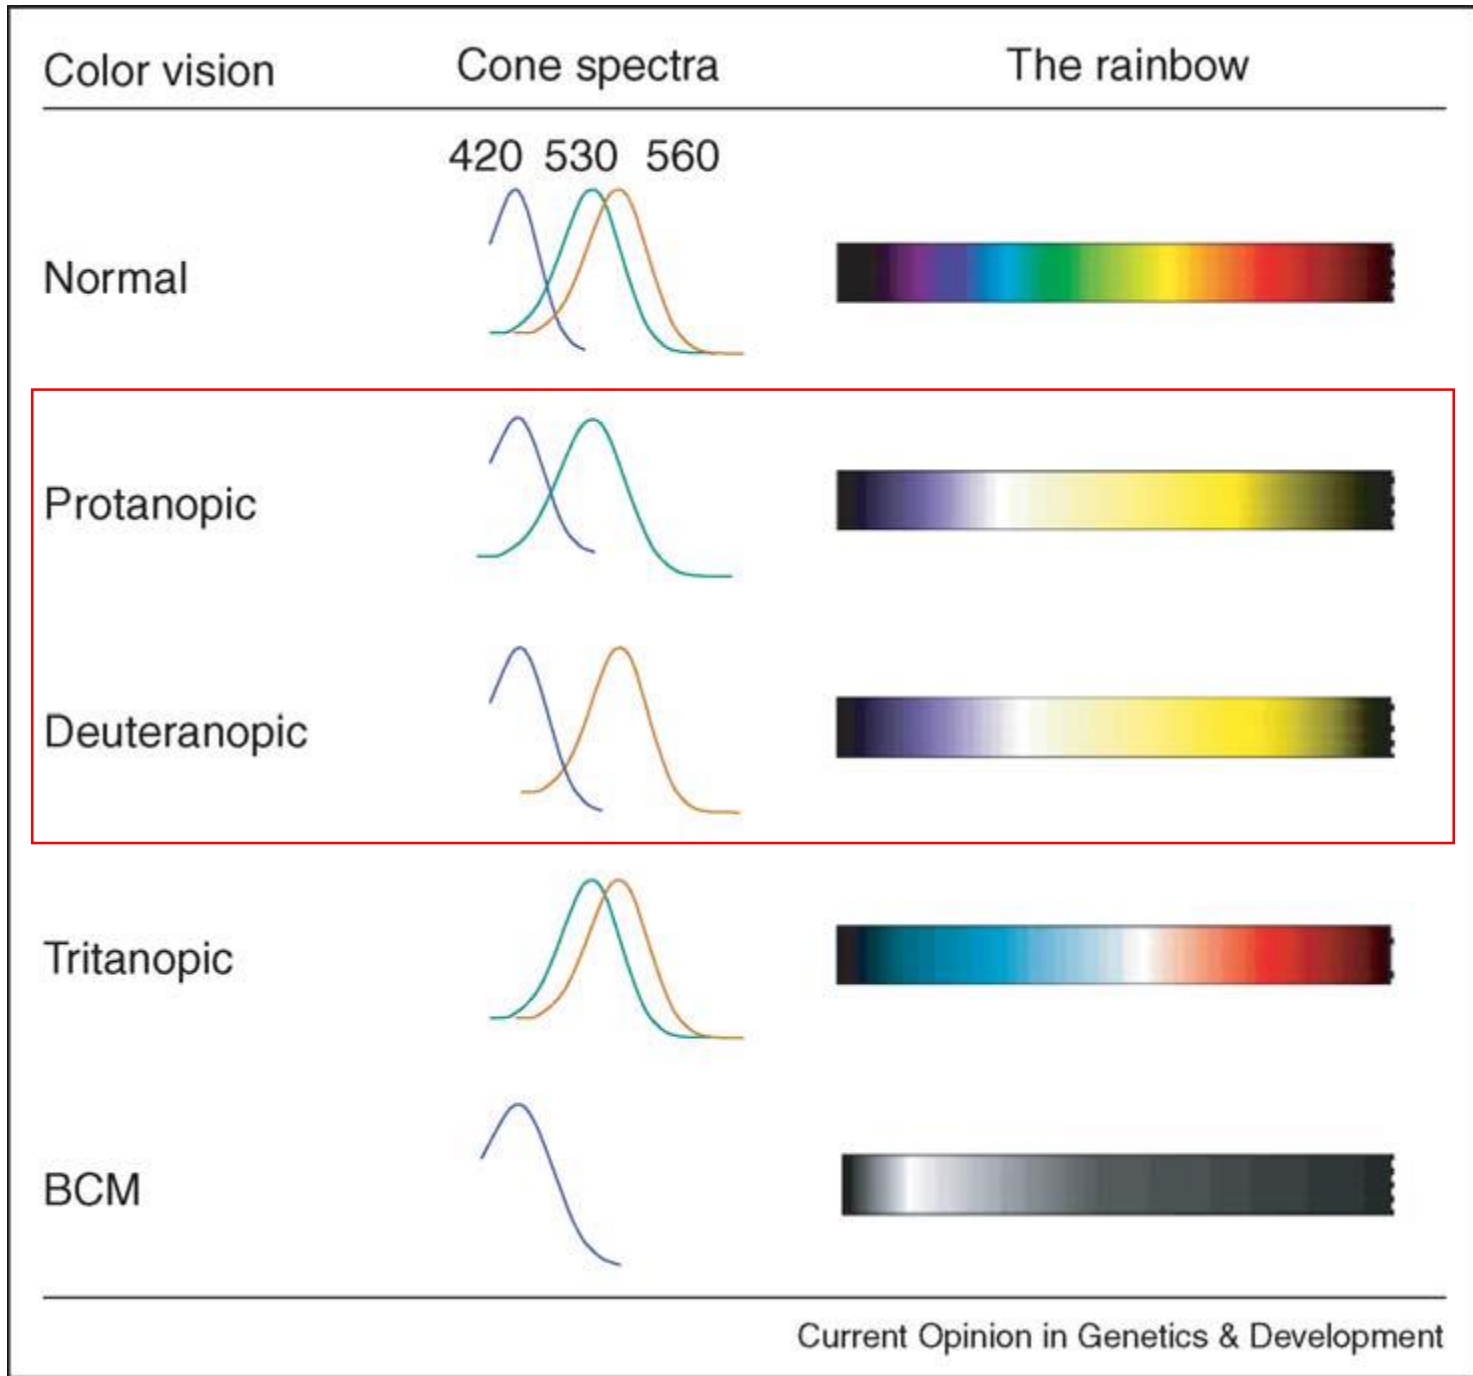 Color vision Cone spectra The rainbow
420 530 560
Normal
Protanopic
Deuteranopic
Tritanopic
BCM
Current Opinion in Genetics & Development